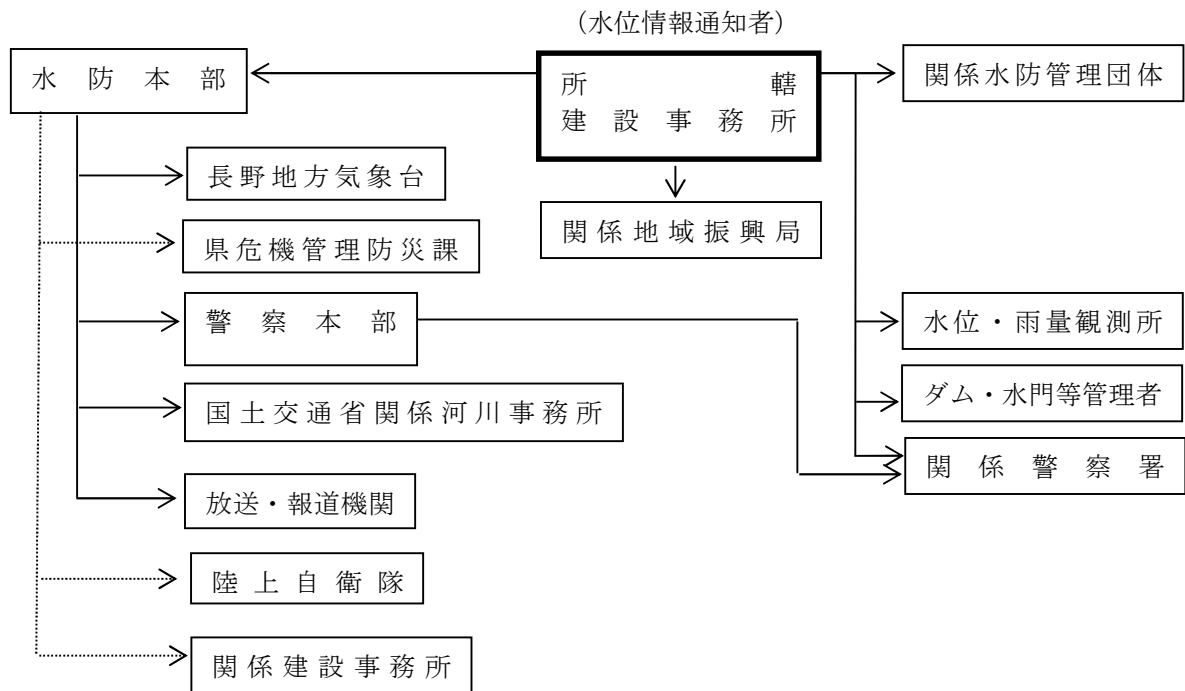 (水位情報通知者)
水防本部
所轄
建設事務所
関係水防管理団体
長野地方気象台
関係地域振興局
県危機管理防災課
警察本部
水位・雨量観測所
国土交通省関係河川事務所
ダム・水門等管理者
関係警察署
放送・報道機関
陸上自衛隊
関係建設事務所